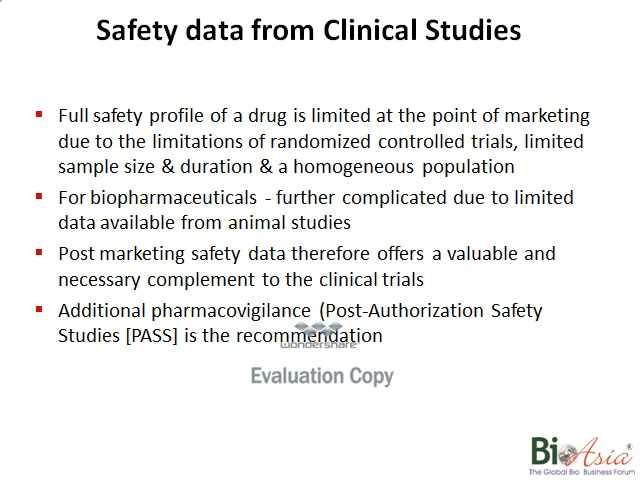 Safety data from Clinical Studies
Full safety profile of a drug is limited at the point of marketing
due to the limitations of randomized controlled trials, limited
sample size & duration & a homogeneous population
For biopharmaceuticals - further complicated due to limited
data available from animal studies
Post marketing safety data therefore offers a valuable and
necessary complement to the clinical trials
Additional pharmacovigilance (Post-Authorization Safety
Studies [PASS] is the recommendation
wondershare
Evaluation Copy
BioAsia®
The Global Bio Business Forum